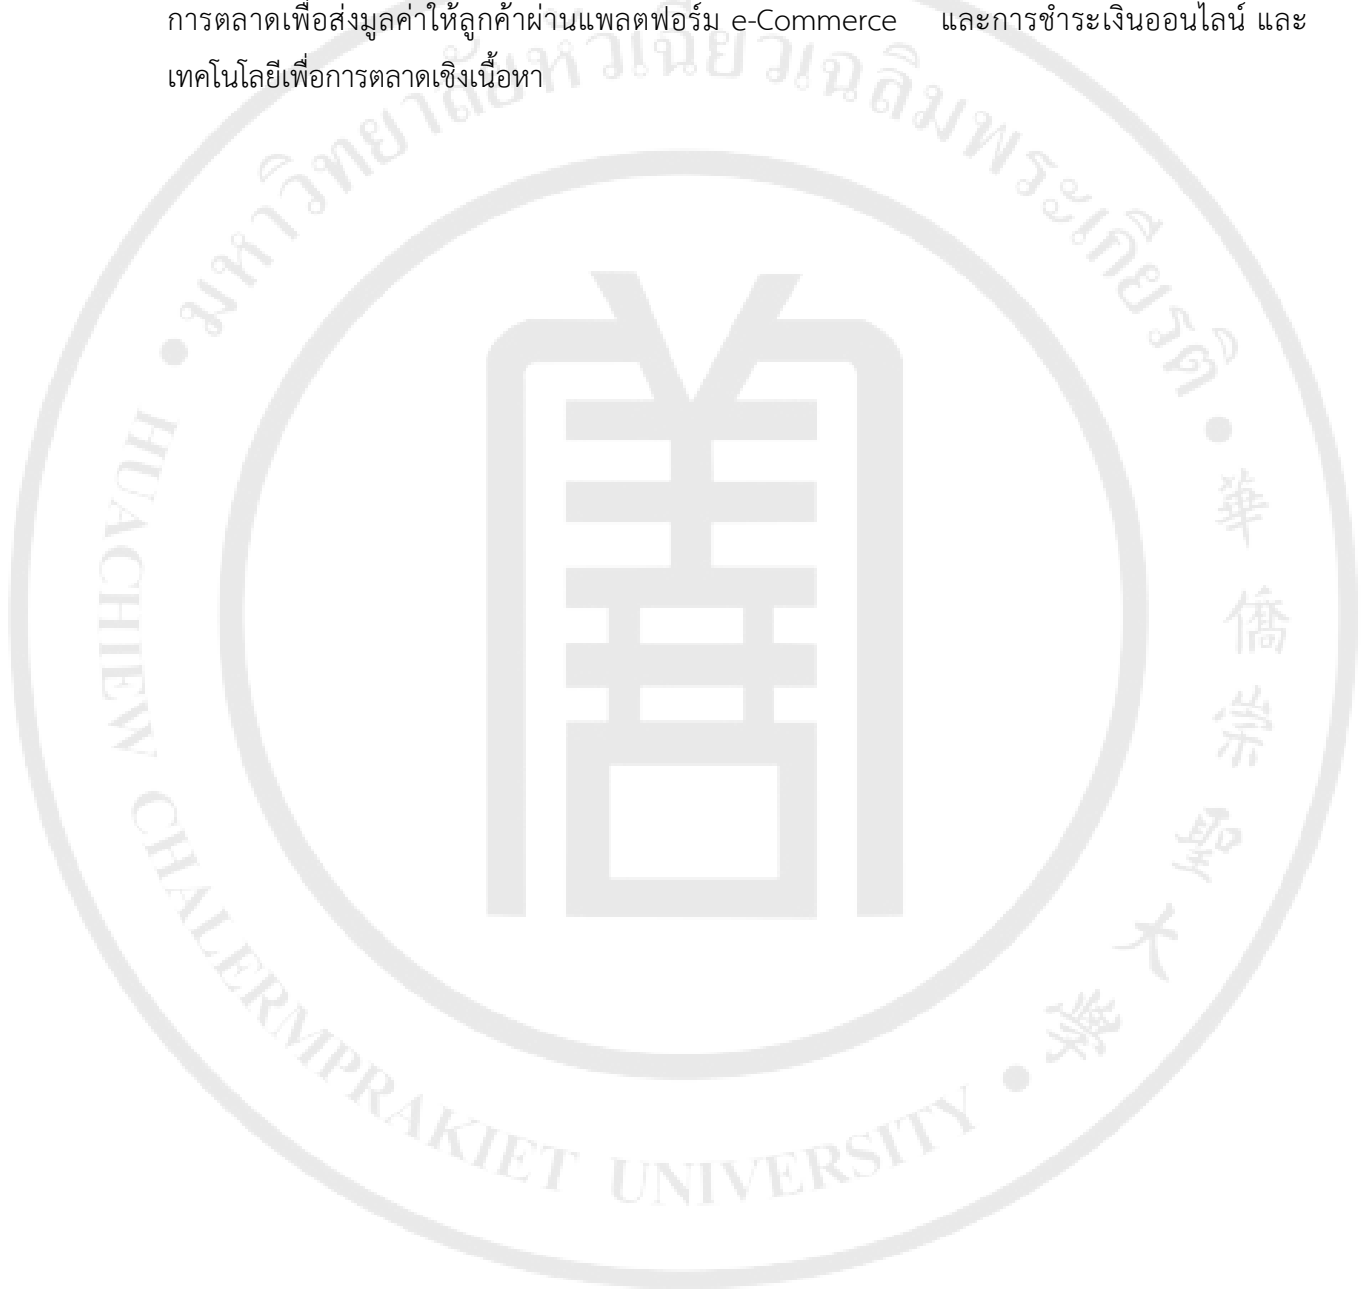 การตลาดเพื่อส่งมูลค่าให้ลูกค้าผ่านแพลตฟอร์ม e-Commerce และการชำระเงินออนไลน์ และ
เทคโนโลยีเพื่อการตลาดเชิงเนื้อหา
มหาวิทยาลัยหัวเฉียวเฉลิมพระเกียรติ
華僑崇聖大學
HUACHIEW CHALERMPRAKIET UNIVERSITY